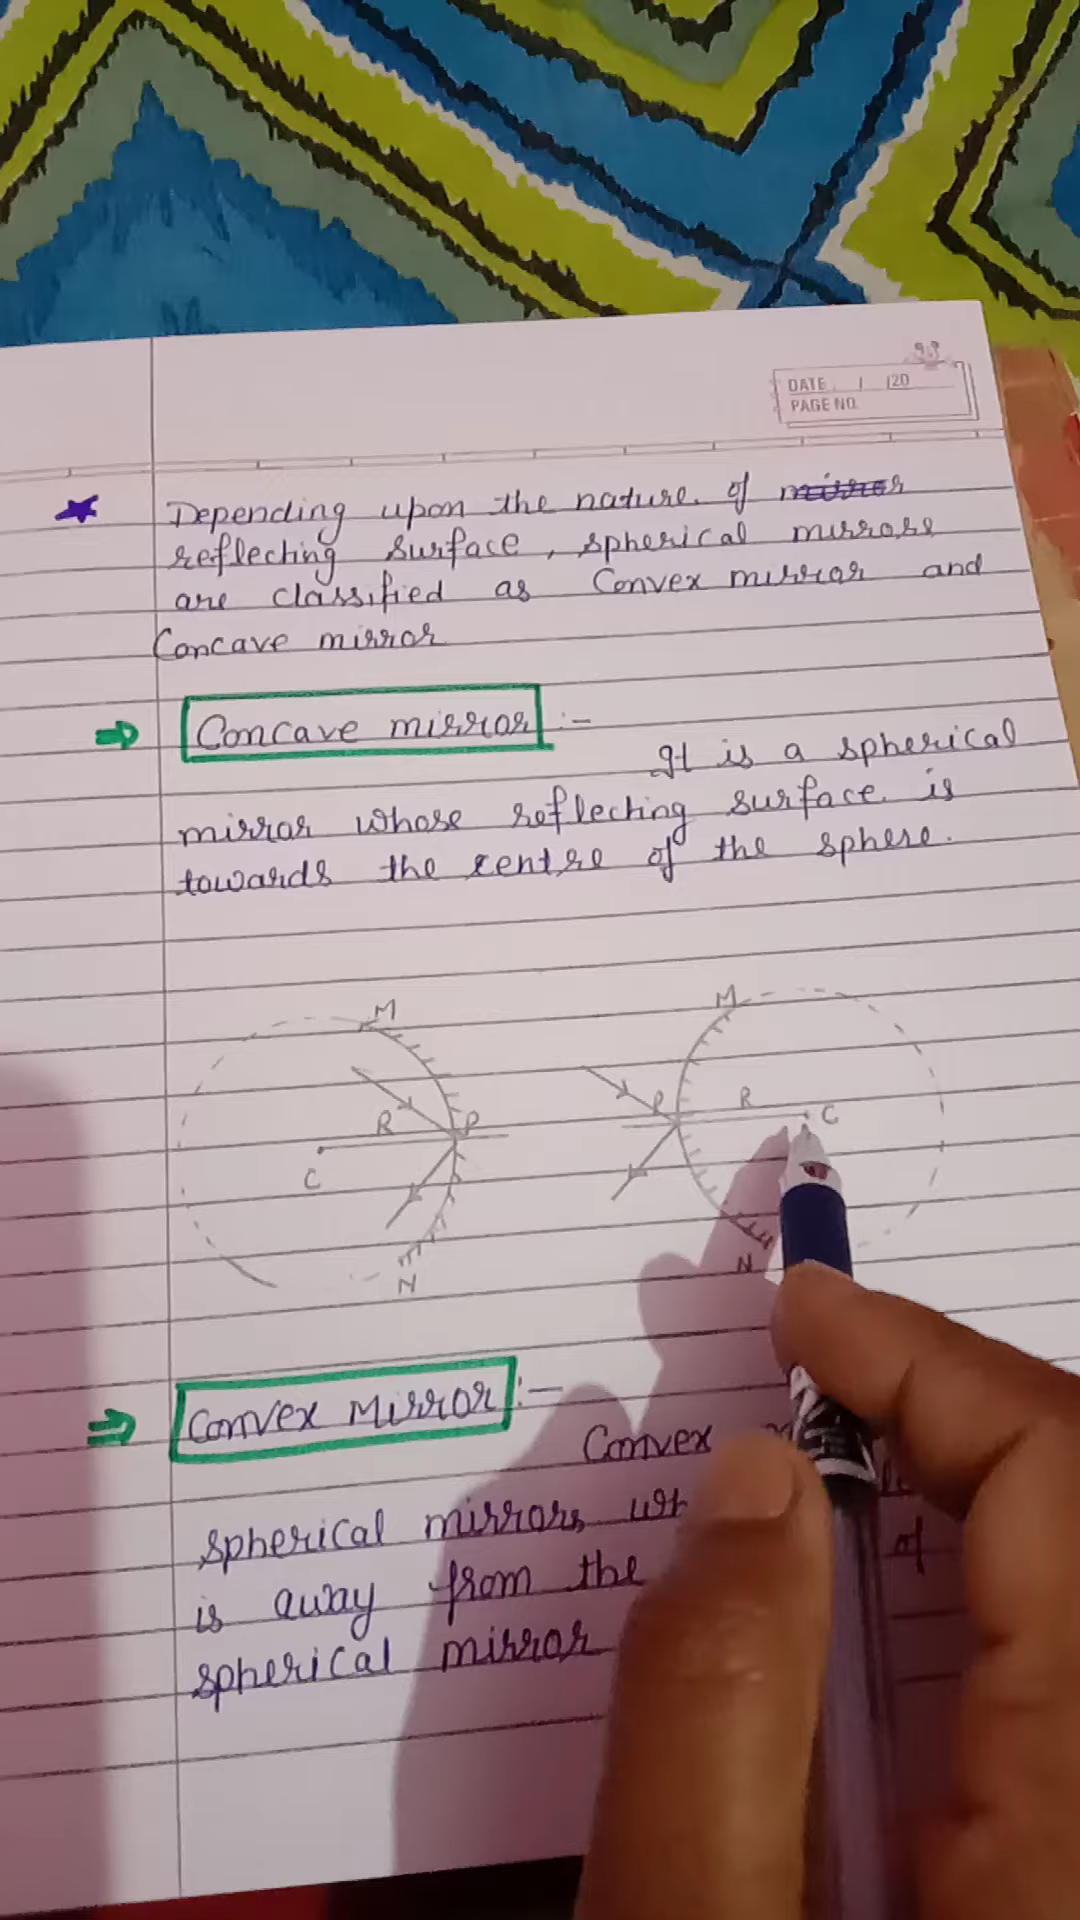 DATE / /20
PAGE NO.
Depending upon the nature of mirror
reflecting surface, spherical mirrors
are classified as Convex mirror and
Concave mirror
Concave mirror :-
It is a spherical
mirror whose reflecting surface is
towards the centre of the sphere.
M
R P
C
N
M
P R C
N
Convex Mirror :-
Convex
spherical mirrors
is away from the of
spherical mirror